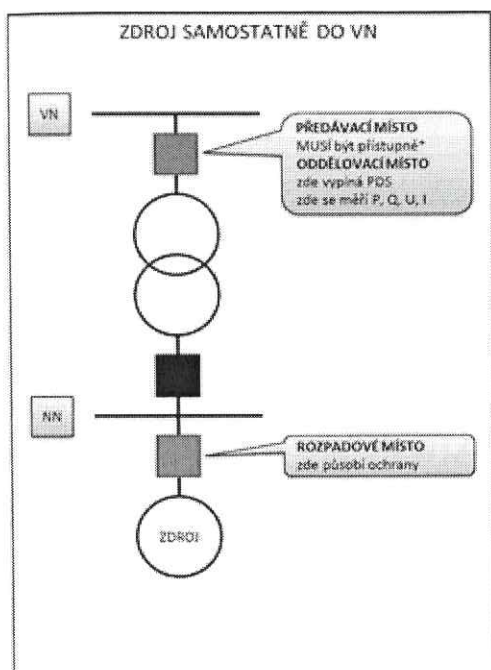 ZDROJ SAMOSTATNĚ DO VN
VN
PŘEDÁVACÍ MÍSTO
MUSÍ být přístupné*
ODDĚLOVACÍ MÍSTO
zde vypíná PDS
zde se měří P, Q, U, I
NN
ROZPADOVÉ MÍSTO
zde působí ochrany
ZDROJ